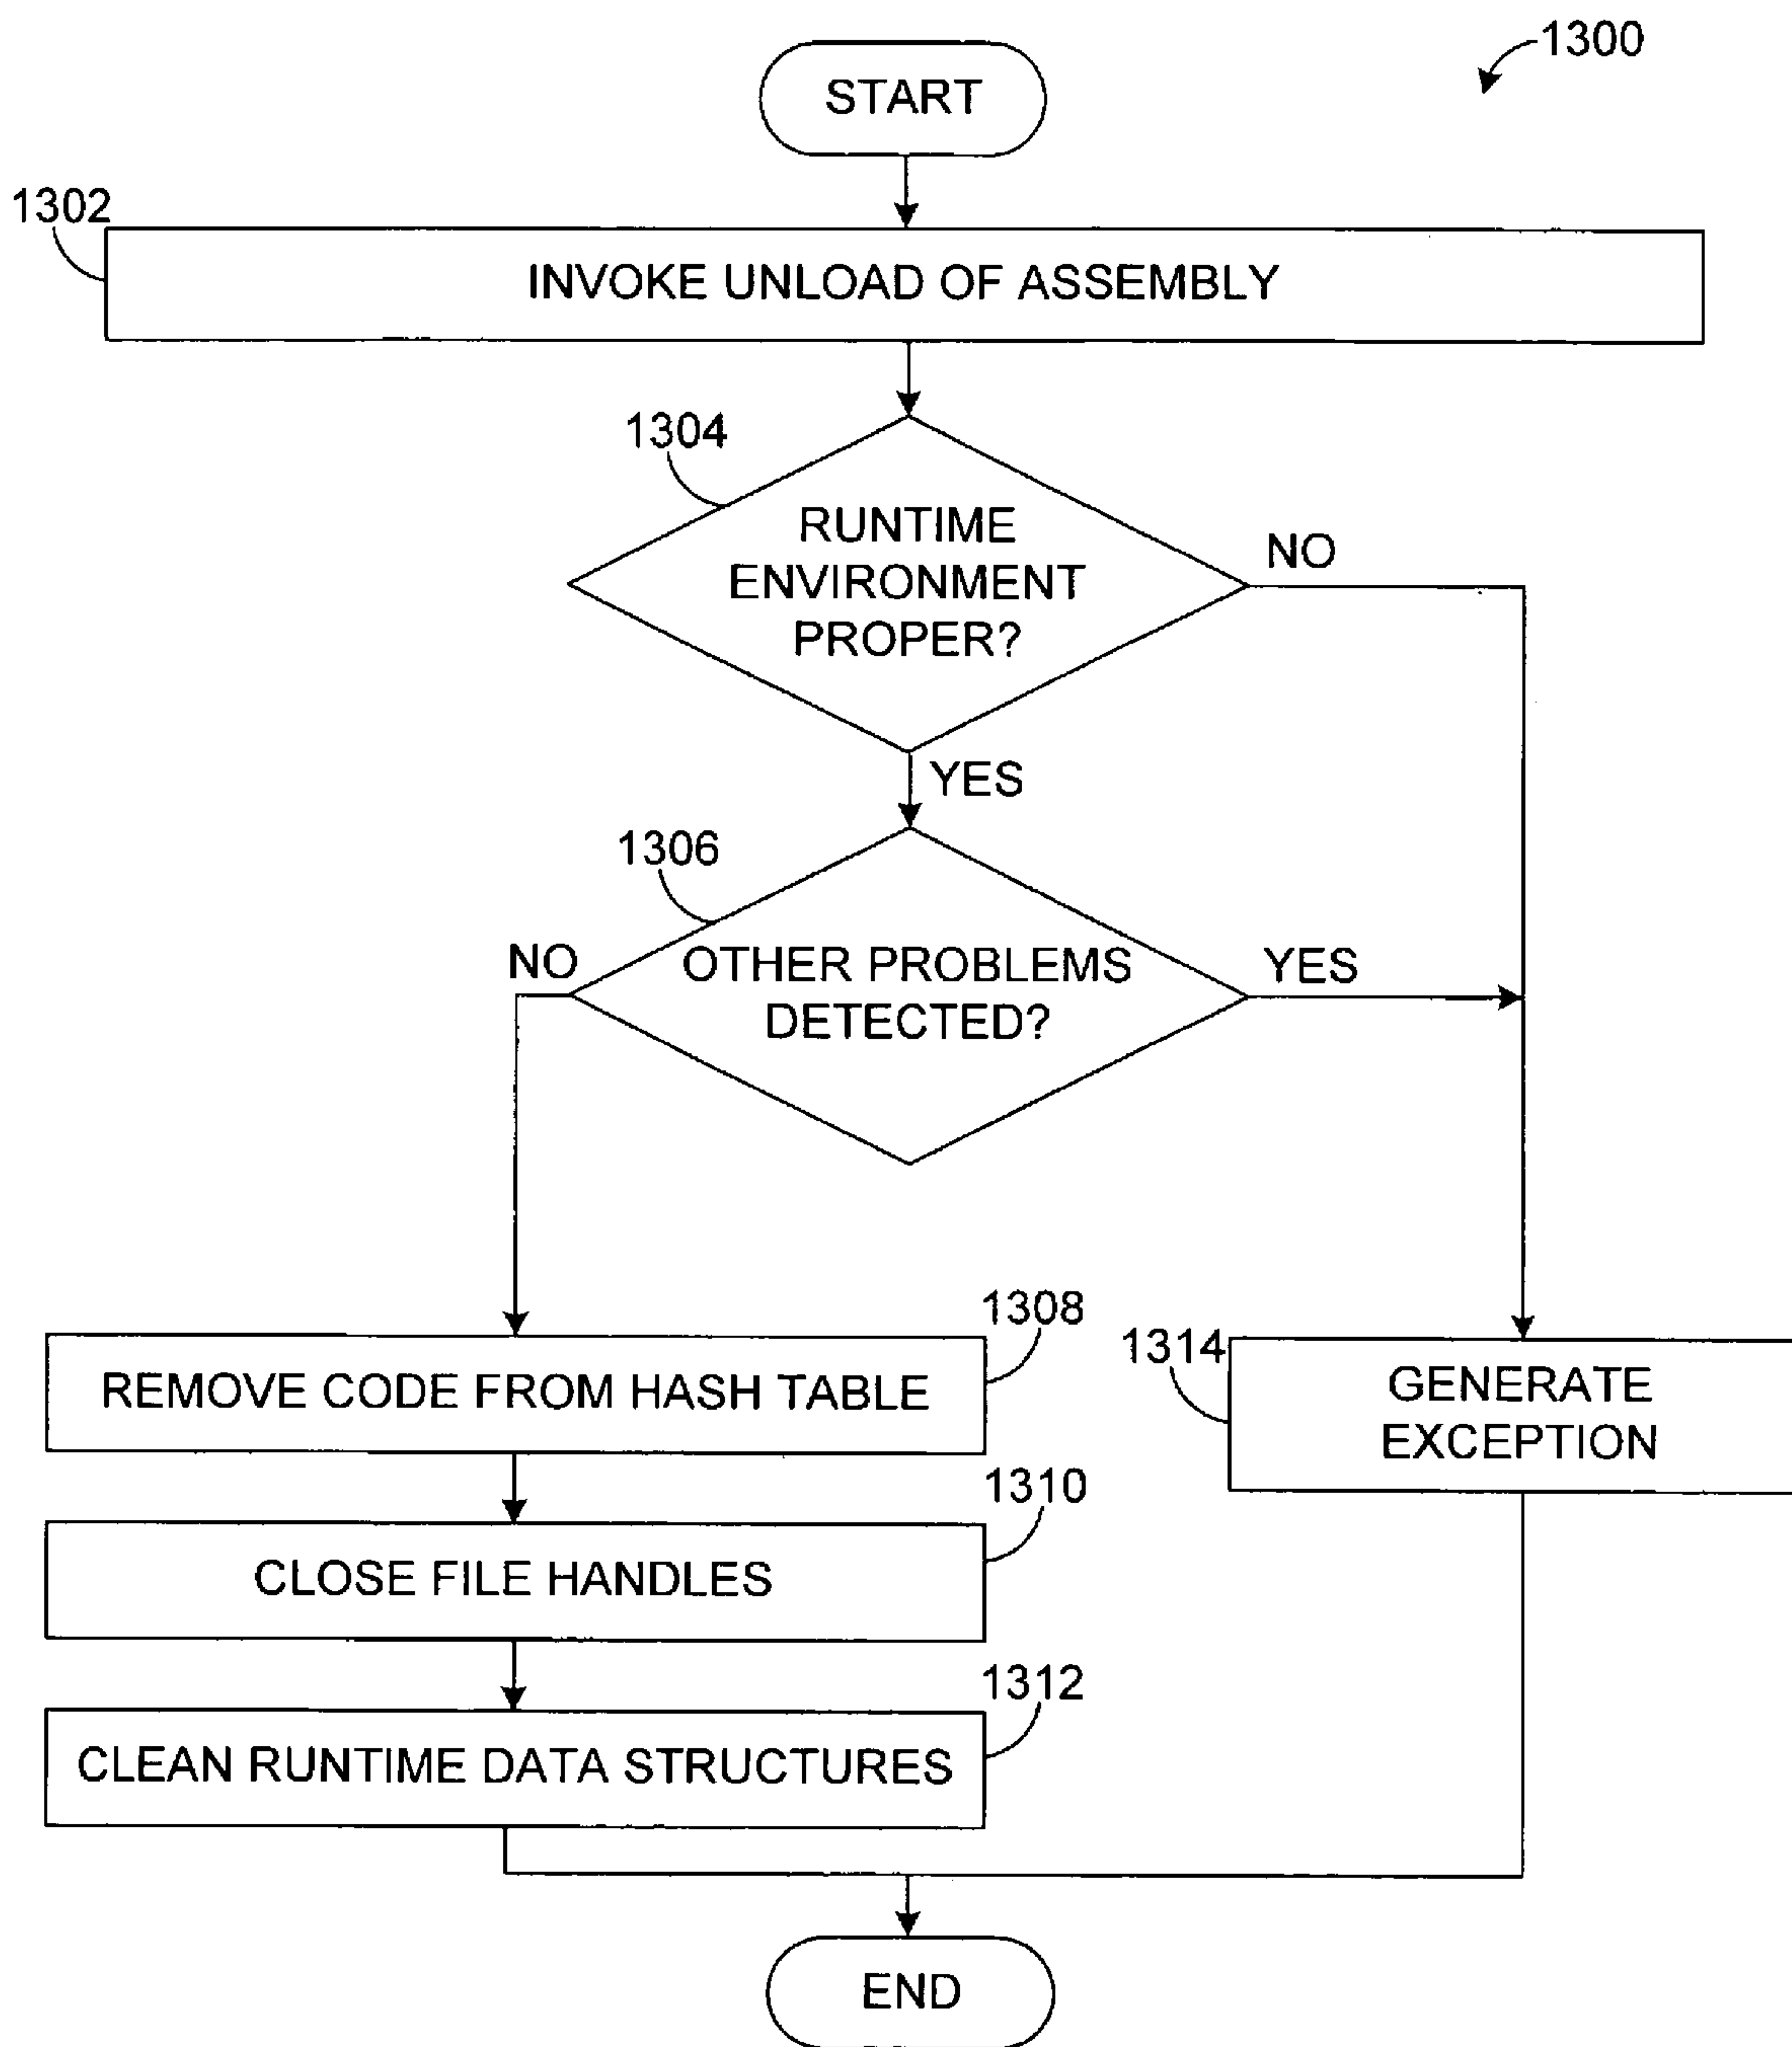 1300
START
1302
INVOKE UNLOAD OF ASSEMBLY
1304
RUNTIME
ENVIRONMENT
PROPER?
NO
YES
1306
NO
OTHER PROBLEMS
DETECTED?
YES
1308
REMOVE CODE FROM HASH TABLE
1314
GENERATE
EXCEPTION
1310
CLOSE FILE HANDLES
1312
CLEAN RUNTIME DATA STRUCTURES
END